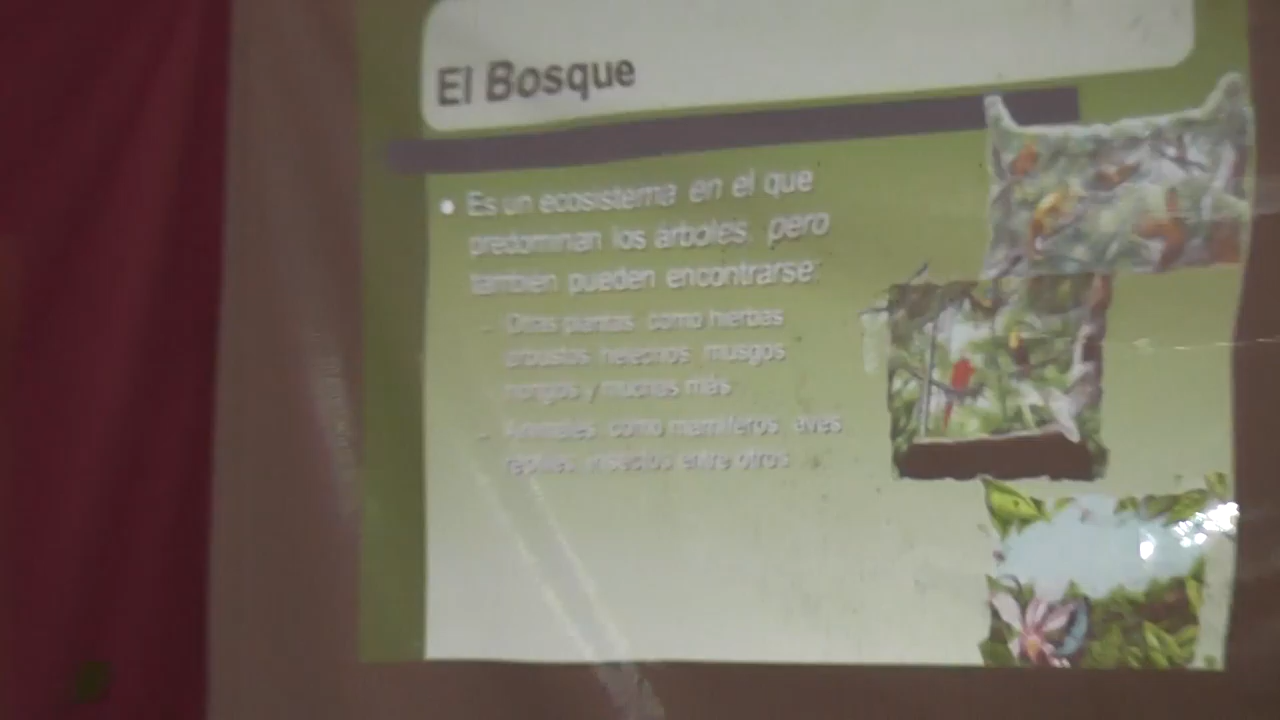 El Bosque
• Es un ecosistema en el que
predominan los árboles, pero
también pueden encontrarse:
– Otras plantas como hierbas
arbustos helechos musgos
hongos y muchas más
– Animales como mamíferos aves
reptiles insectos entre otros